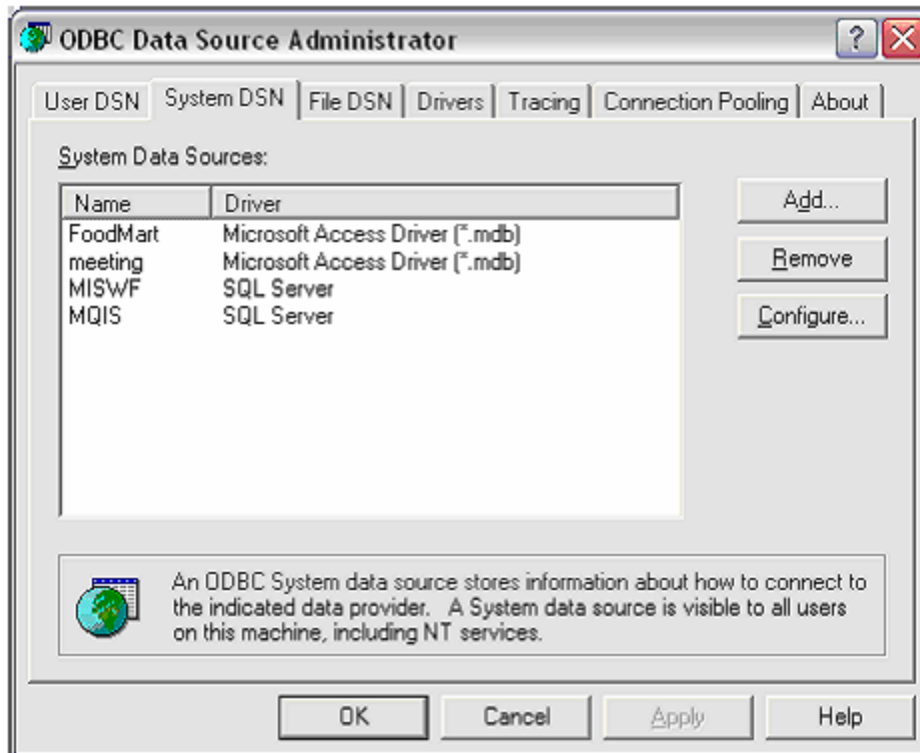 ODBC Data Source Administrator
?
User DSN System DSN File DSN Drivers Tracing Connection Pooling About
System Data Sources:
Name Driver
FoodMart Microsoft Access Driver (*.mdb)
meeting Microsoft Access Driver (*.mdb)
MISWF SQL Server
MQIS SQL Server
Add...
Remove
Configure...
An ODBC System data source stores information about how to connect to
the indicated data provider. A System data source is visible to all users
on this machine, including NT services.
OK Cancel Apply Help